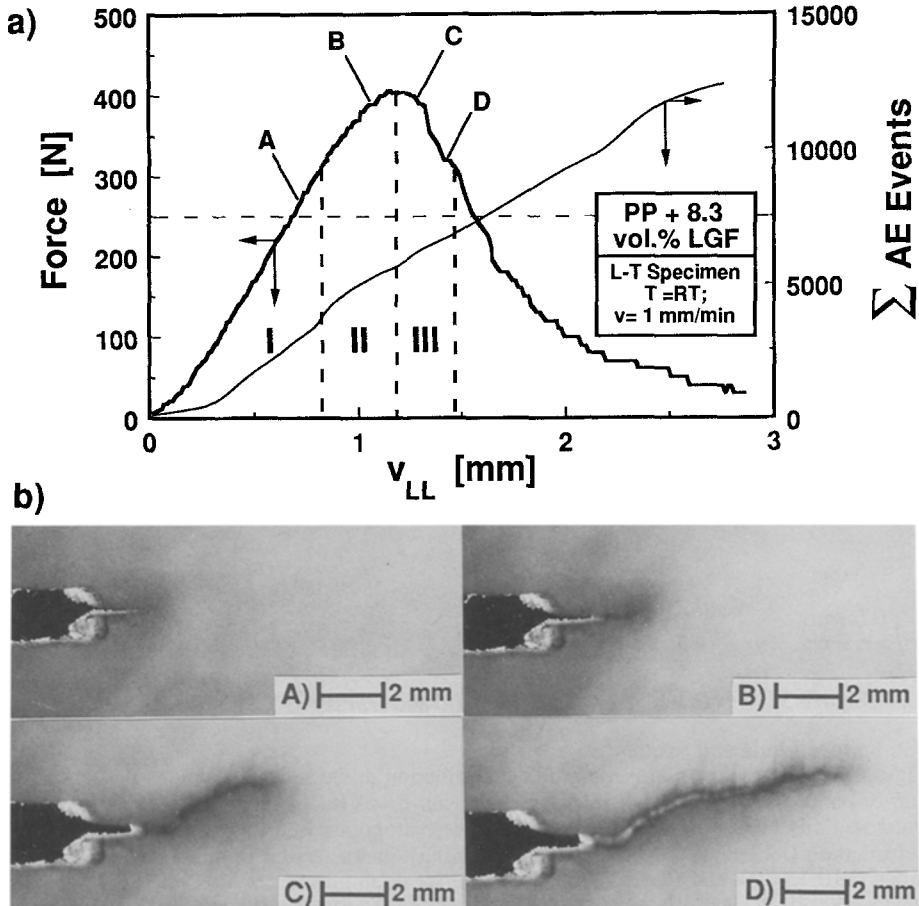 a)
Force [N]
500
400
300
200
100
0
0
1
2
3
v_LL [mm]
15000
10000
5000
0
∑ AE Events
A
B
C
D
I
II
III
PP + 8.3
vol.% LGF
L-T Specimen
T =RT;
v= 1 mm/min
b)
A) 2 mm
B) 2 mm
C) 2 mm
D) 2 mm